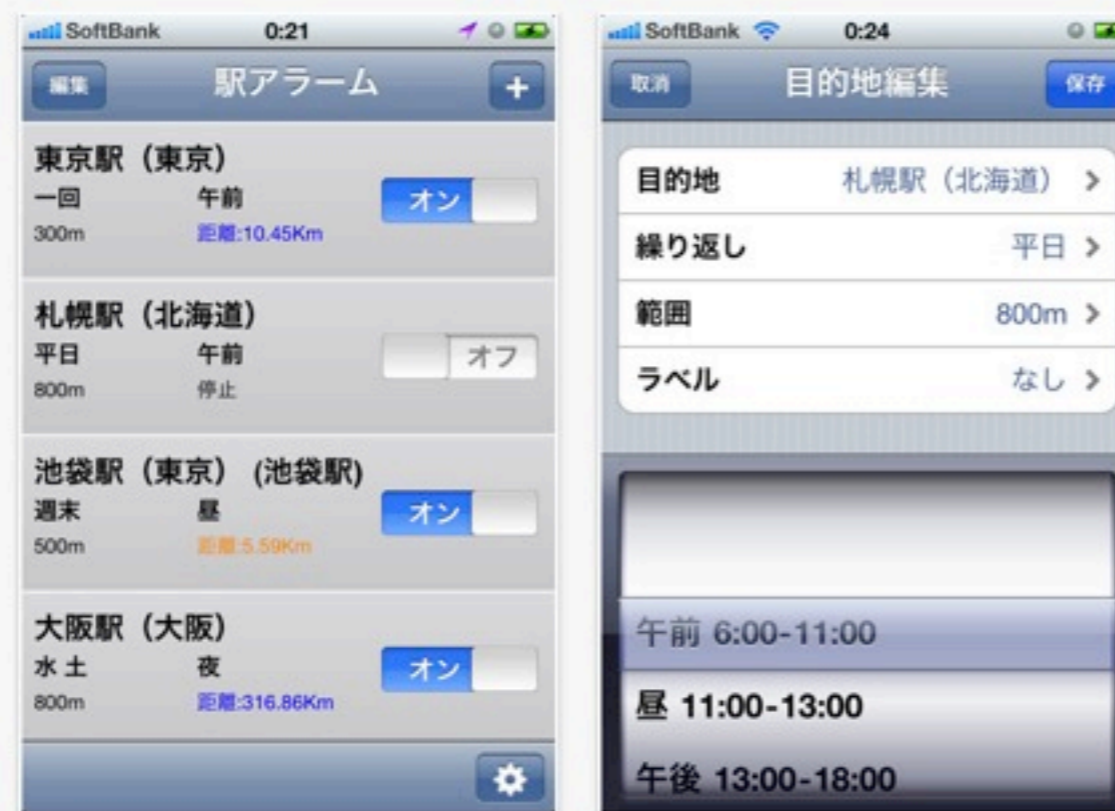 SoftBank 0:21
編集 駅アラーム +
東京駅（東京）
一回 午前 オン
300m 距離:10.45Km
札幌駅（北海道）
平日 午前 オフ
800m 停止
池袋駅（東京） (池袋駅)
週末 昼 オン
500m 距離:5.59Km
大阪駅（大阪）
水 土 夜 オン
800m 距離:316.86Km
SoftBank 0:24
取消 目的地編集 保存
目的地 札幌駅（北海道） >
繰り返し 平日 >
範囲 800m >
ラベル なし >
午前 6:00-11:00
昼 11:00-13:00
午後 13:00-18:00